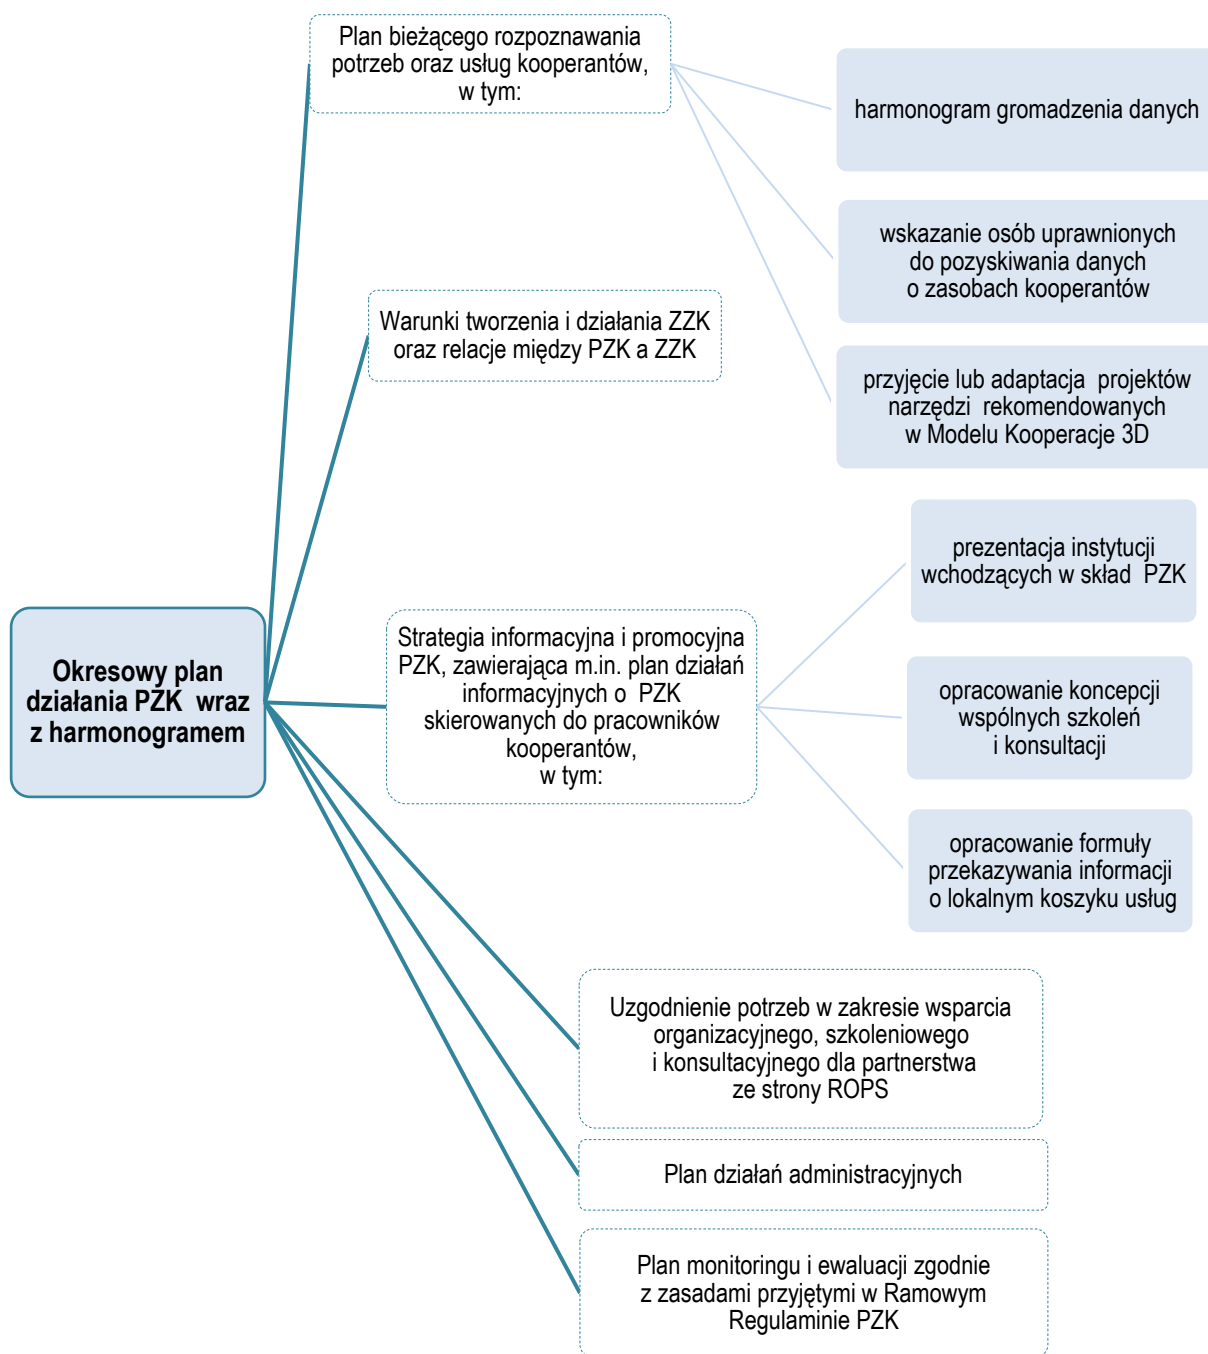 Plan bieżącego rozpoznawania
potrzeb oraz usług kooperantów,
w tym:
harmonogram gromadzenia danych
wskazanie osób uprawnionych
do pozyskiwania danych
o zasobach kooperantów
Warunki tworzenia i działania ZZK
oraz relacje między PZK a ZZK
przyjęcie lub adaptacja projektów
narzędzi rekomendowanych
w Modelu Kooperacje 3D
prezentacja instytucji
wchodzących w skład PZK
Okresowy plan
działania PZK wraz
z harmonogramem
Strategia informacyjna i promocyjna
PZK, zawierająca m.in. plan działań
informacyjnych o PZK
skierowanych do pracowników
kooperantów,
w tym:
opracowanie koncepcji
wspólnych szkoleń
i konsultacji
opracowanie formuły
przekazywania informacji
o lokalnym koszyku usług
Uzgodnienie potrzeb w zakresie wsparcia
organizacyjnego, szkoleniowego
i konsultacyjnego dla partnerstwa
ze strony ROPS
Plan działań administracyjnych
Plan monitoringu i ewaluacji zgodnie
z zasadami przyjętymi w Ramowym
Regulaminie PZK